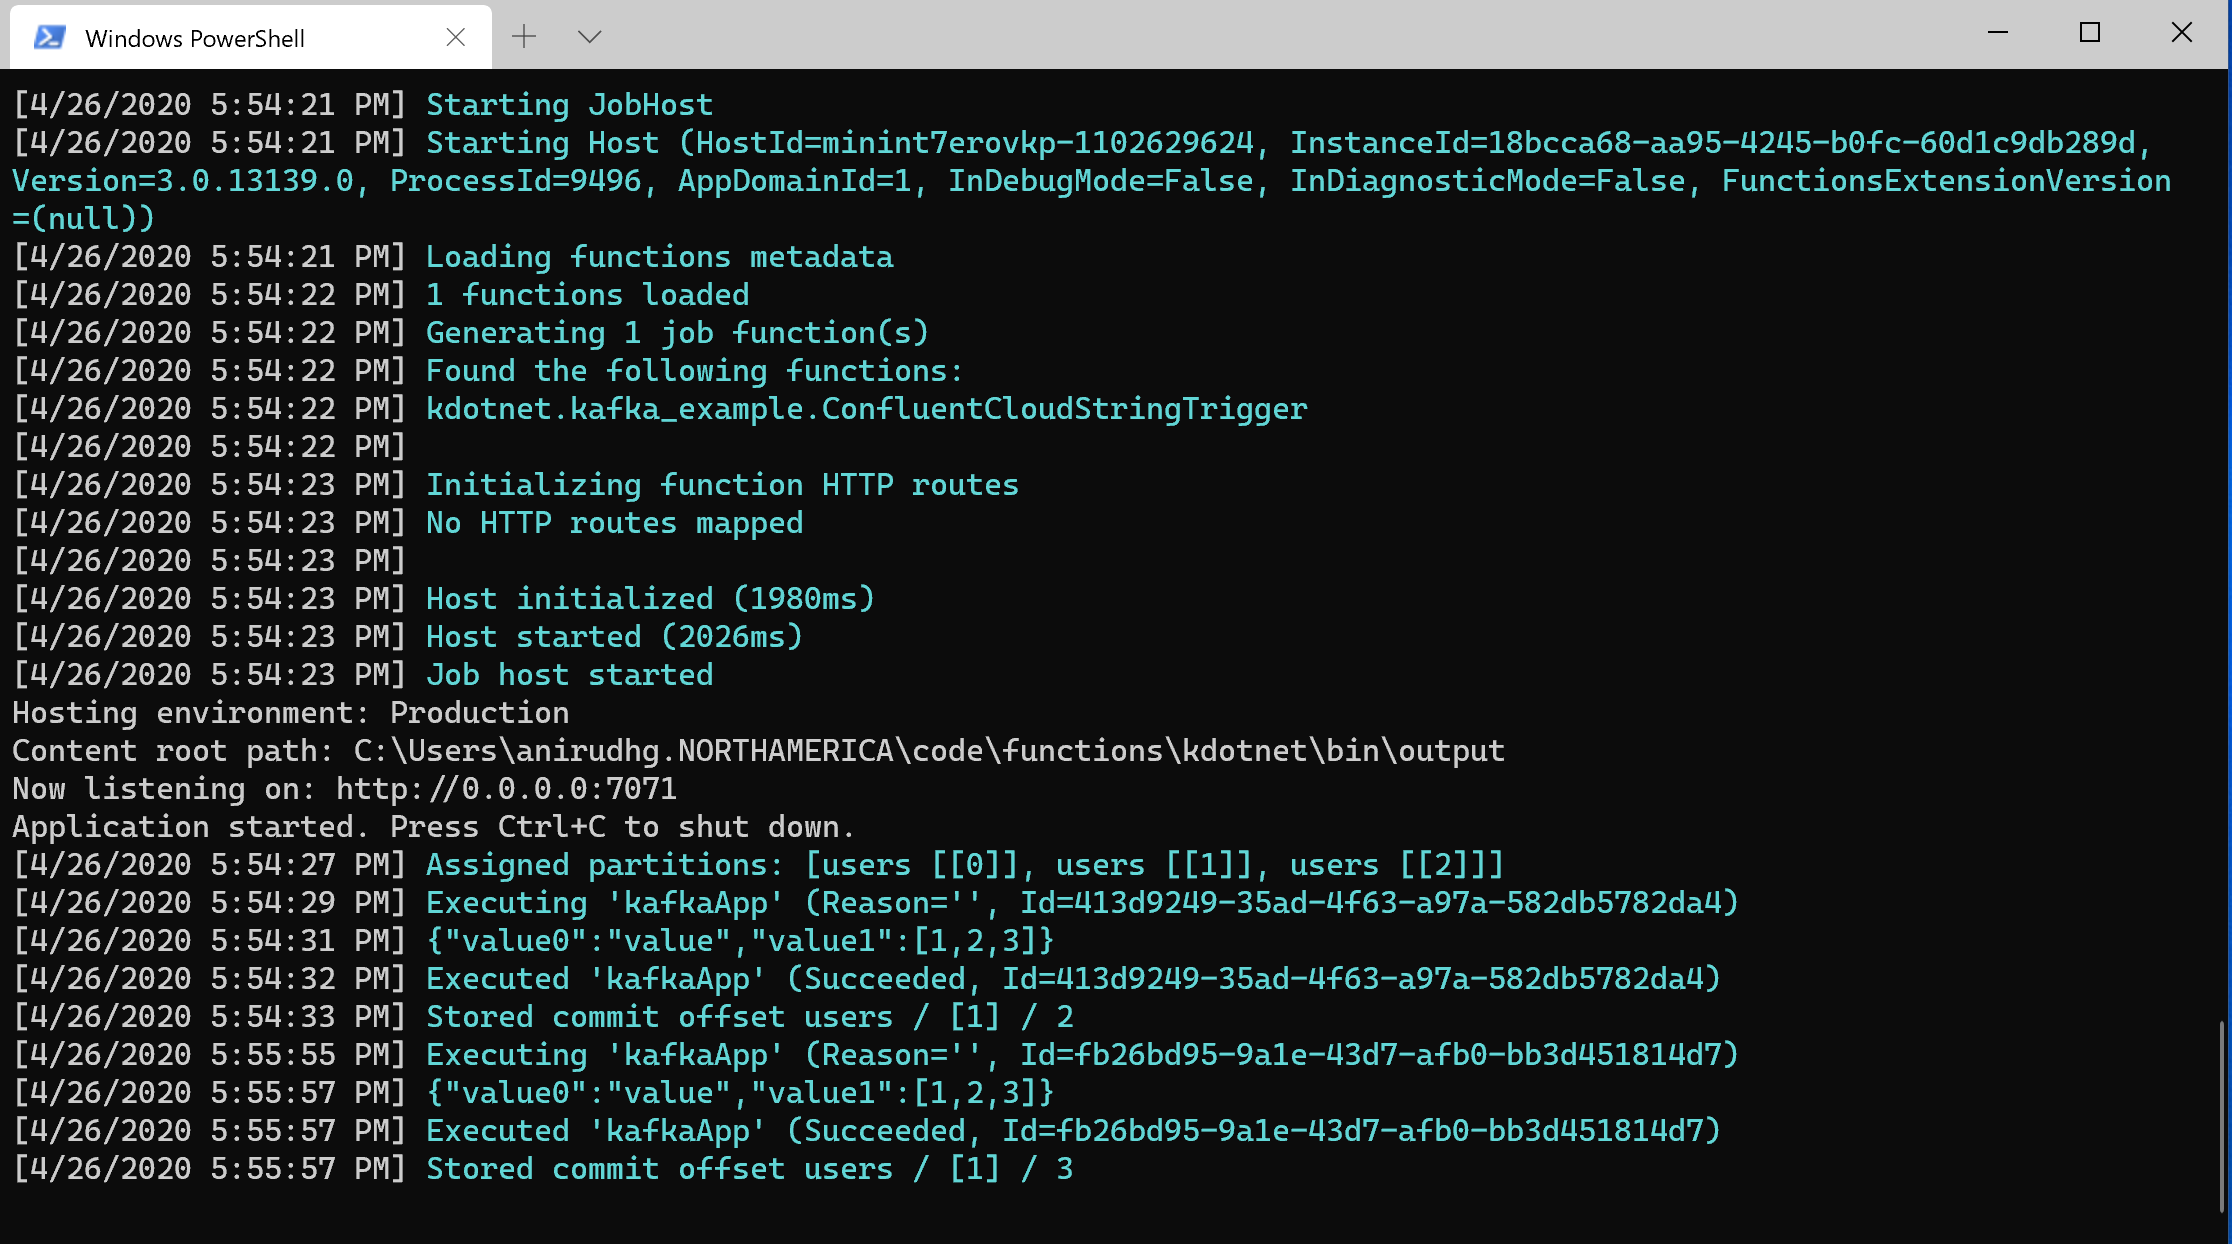 Windows PowerShell
[4/26/2020 5:54:21 PM] Starting JobHost
[4/26/2020 5:54:21 PM] Starting Host (HostId=minint7erovkp-1102629624, InstanceId=18bcca68-aa95-4245-b0fc-60d1c9db289d,
Version=3.0.13139.0, ProcessId=9496, AppDomainId=1, InDebugMode=False, InDiagnosticMode=False, FunctionsExtensionVersion
=(null))
[4/26/2020 5:54:21 PM] Loading functions metadata
[4/26/2020 5:54:22 PM] 1 functions loaded
[4/26/2020 5:54:22 PM] Generating 1 job function(s)
[4/26/2020 5:54:22 PM] Found the following functions:
[4/26/2020 5:54:22 PM] kdotnet.kafka_example.ConfluentCloudStringTrigger
[4/26/2020 5:54:22 PM]
[4/26/2020 5:54:23 PM] Initializing function HTTP routes
[4/26/2020 5:54:23 PM] No HTTP routes mapped
[4/26/2020 5:54:23 PM]
[4/26/2020 5:54:23 PM] Host initialized (1980ms)
[4/26/2020 5:54:23 PM] Host started (2026ms)
[4/26/2020 5:54:23 PM] Job host started
Hosting environment: Production
Content root path: C:\Users\anirudhg.NORTHAMERICA\code\functions\kdotnet\bin\output
Now listening on: http://0.0.0.0:7071
Application started. Press Ctrl+C to shut down.
[4/26/2020 5:54:27 PM] Assigned partitions: [users [[0]], users [[1]], users [[2]]]
[4/26/2020 5:54:29 PM] Executing 'kafkaApp' (Reason='', Id=413d9249-35ad-4f63-a97a-582db5782da4)
[4/26/2020 5:54:31 PM] {"value0":"value","value1":[1,2,3]}
[4/26/2020 5:54:32 PM] Executed 'kafkaApp' (Succeeded, Id=413d9249-35ad-4f63-a97a-582db5782da4)
[4/26/2020 5:54:33 PM] Stored commit offset users / [1] / 2
[4/26/2020 5:55:55 PM] Executing 'kafkaApp' (Reason='', Id=fb26bd95-9a1e-43d7-afb0-bb3d451814d7)
[4/26/2020 5:55:57 PM] {"value0":"value","value1":[1,2,3]}
[4/26/2020 5:55:57 PM] Executed 'kafkaApp' (Succeeded, Id=fb26bd95-9a1e-43d7-afb0-bb3d451814d7)
[4/26/2020 5:55:57 PM] Stored commit offset users / [1] / 3